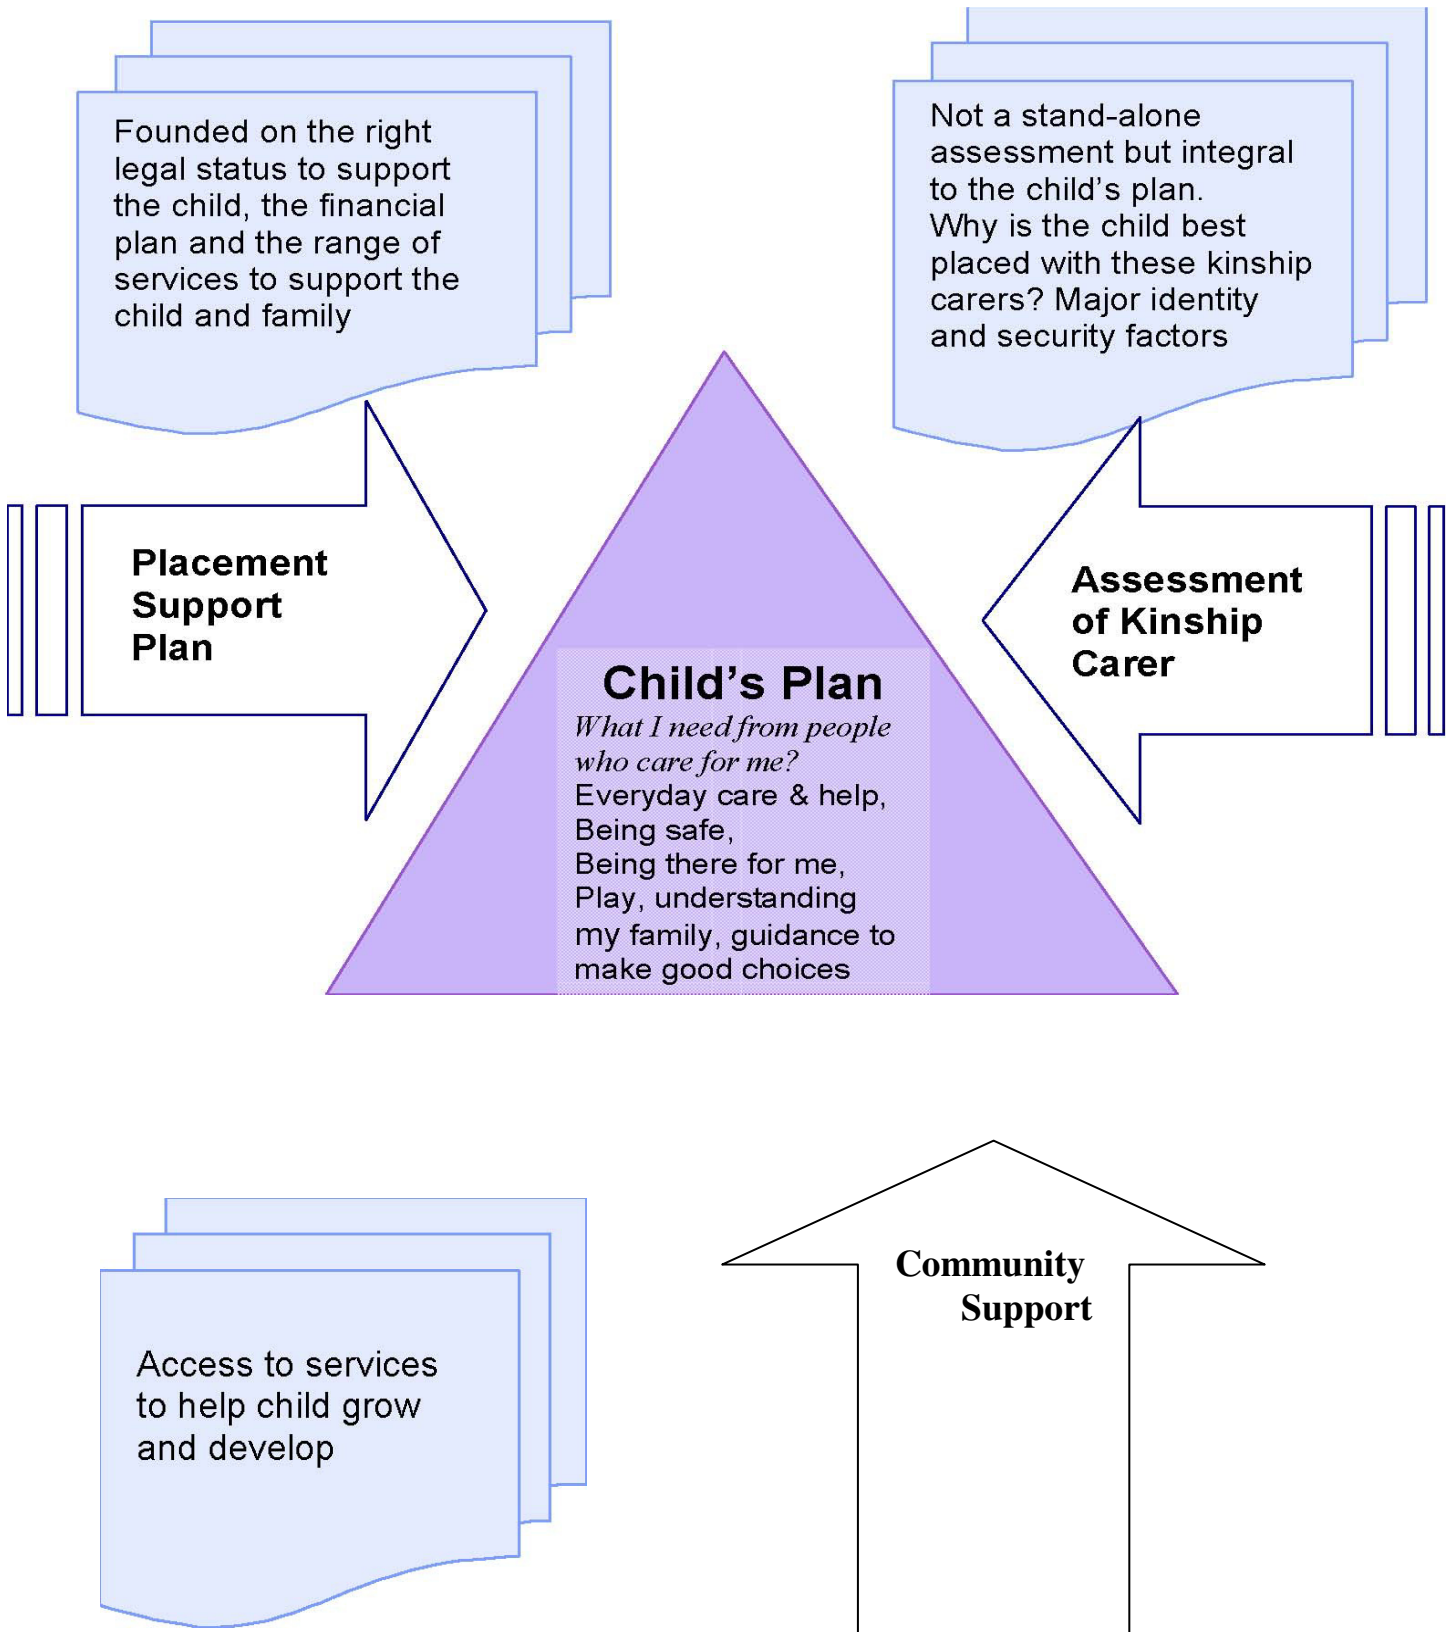 Founded on the right
legal status to support
the child, the financial
plan and the range of
services to support the
child and family
Not a stand-alone
assessment but integral
to the child's plan.
Why is the child best
placed with these kinship
carers? Major identity
and security factors
Placement
Support
Plan
Assessment
of Kinship
Carer
Child's Plan
What I need from people
who care for me?
Everyday care & help,
Being safe,
Being there for me,
Play, understanding
my family, guidance to
make good choices
Access to services
to help child grow
and develop
Community
Support